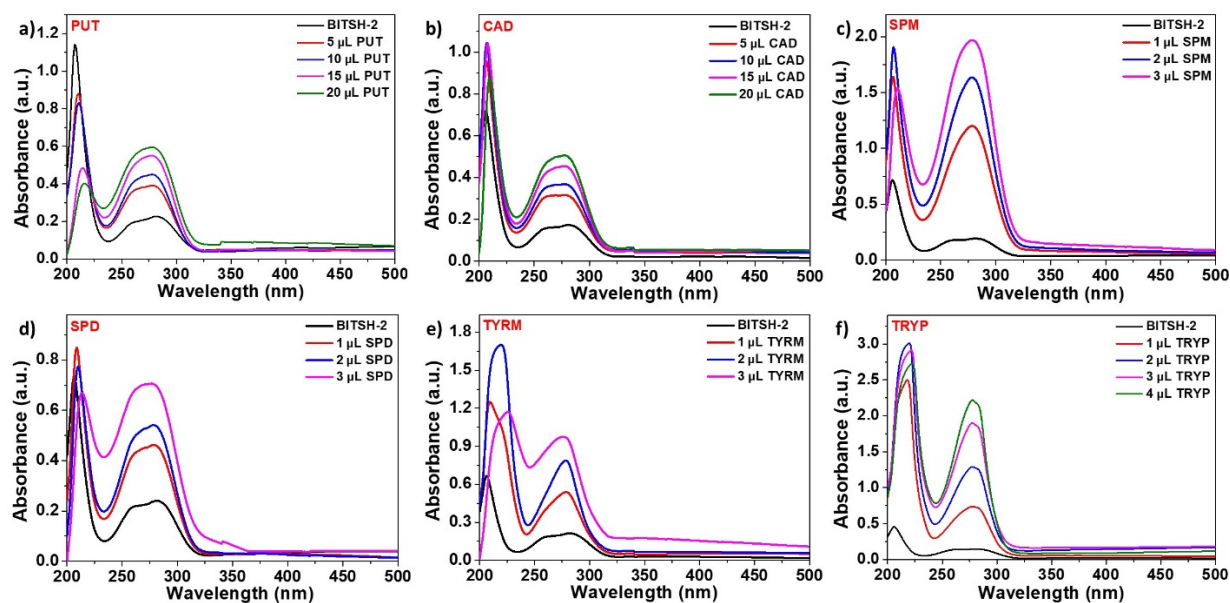 a) PUT
BITSH-2
5 µL PUT
10 µL PUT
15 µL PUT
20 µL PUT
Absorbance (a.u.)
1.2
1.0
0.8
0.6
0.4
0.2
0.0
200 250 300 350 400 450 500
Wavelength (nm)
b) CAD
BITSH-2
5 µL CAD
10 µL CAD
15 µL CAD
20 µL CAD
Absorbance (a.u.)
1.0
0.8
0.6
0.4
0.2
0.0
200 250 300 350 400 450 500
Wavelength (nm)
c) SPM
BITSH-2
1 µL SPM
2 µL SPM
3 µL SPM
Absorbance (a.u.)
2.0
1.5
1.0
0.5
0.0
200 250 300 350 400 450 500
Wavelength (nm)
d) SPD
BITSH-2
1 µL SPD
2 µL SPD
3 µL SPD
Absorbance (a.u.)
0.8
0.6
0.4
0.2
0.0
200 250 300 350 400 450 500
Wavelength (nm)
e) TYRM
BITSH-2
1 µL TYRM
2 µL TYRM
3 µL TYRM
Absorbance (a.u.)
1.8
1.5
1.2
0.9
0.6
0.3
0.0
200 250 300 350 400 450 500
Wavelength (nm)
f) TRYP
BITSH-2
1 µL TRYP
2 µL TRYP
3 µL TRYP
4 µL TRYP
Absorbance (a.u.)
3.0
2.5
2.0
1.5
1.0
0.5
0.0
200 250 300 350 400 450 500
Wavelength (nm)